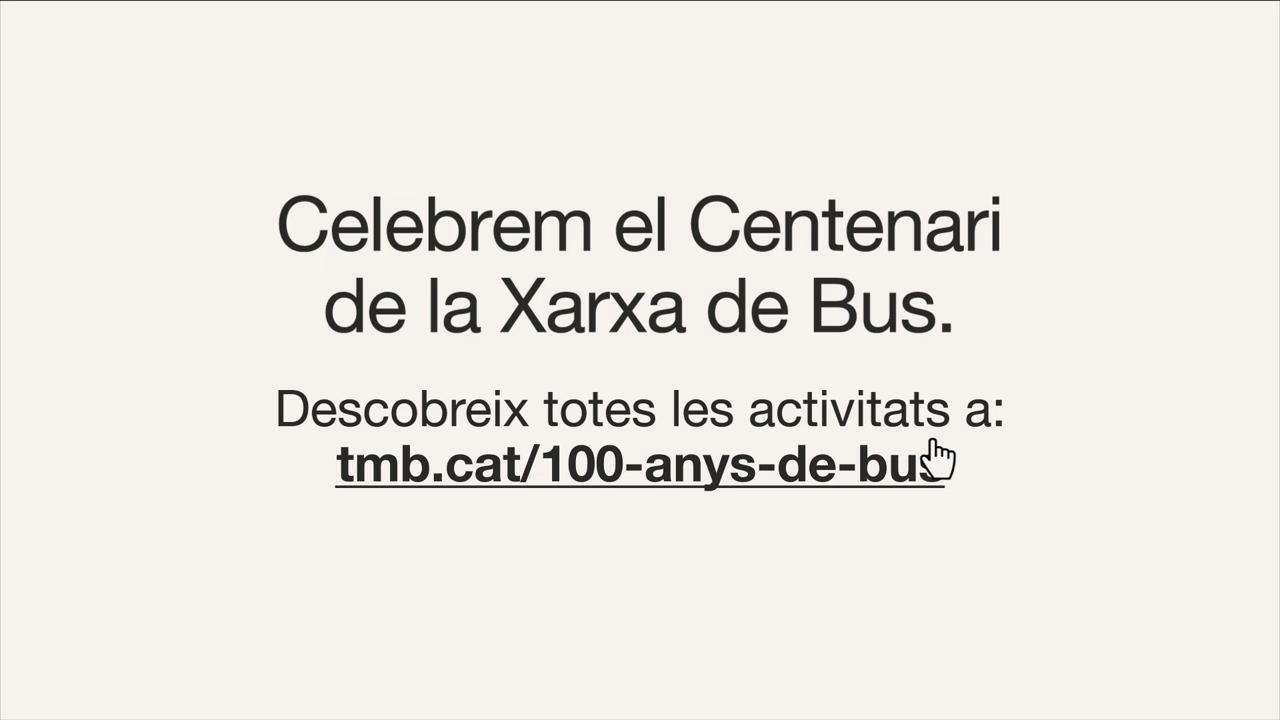 Celebrem el Centenari
de la Xarxa de Bus.
Descobreix totes les activitats a:
tmb.cat/100-anys-de-bus